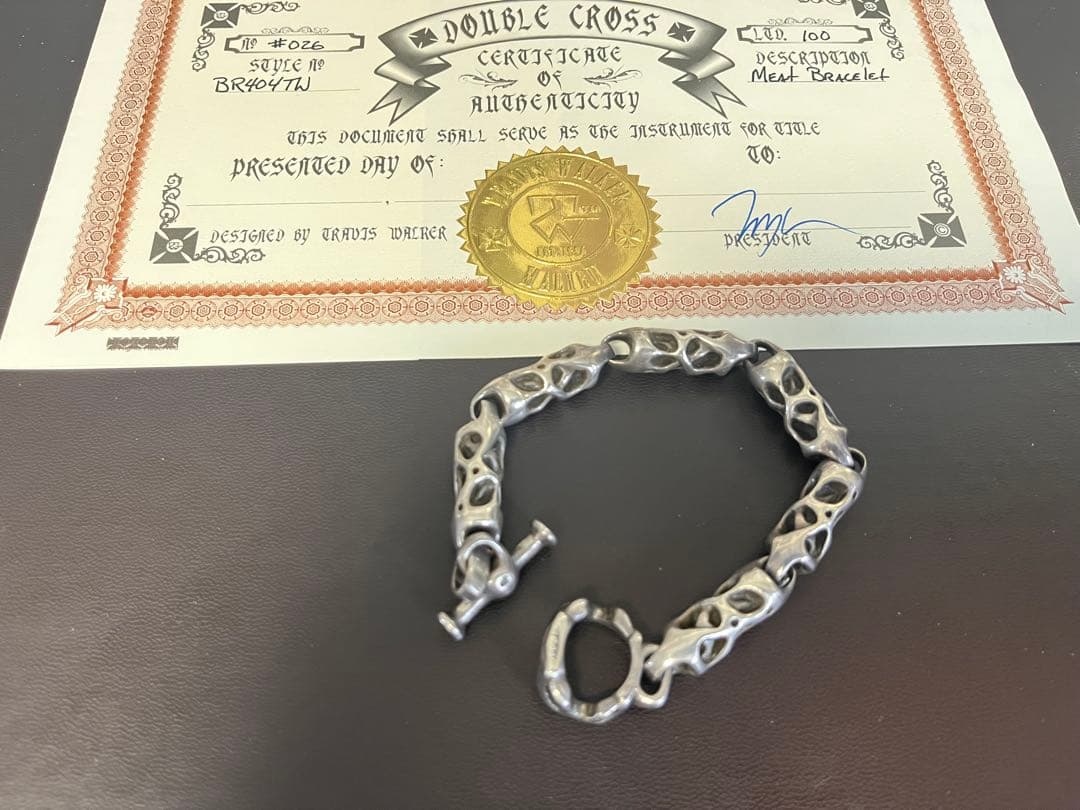 DOUBLE CROSS
Nº #026
LTD. 100
STYLE Nº
BR404TW
CERTIFICATE
OF
AUTHENTICITY
DESCRIPTION
Meat Bracelet
THIS DOCUMENT SHALL SERVE AS THE INSTRUMENT FOR TITLE
PRESENTED DAY OF:
TO:
TRAVIS WALKER
WALKER
DESIGNED BY TRAVIS WALKER
PRESIDENT